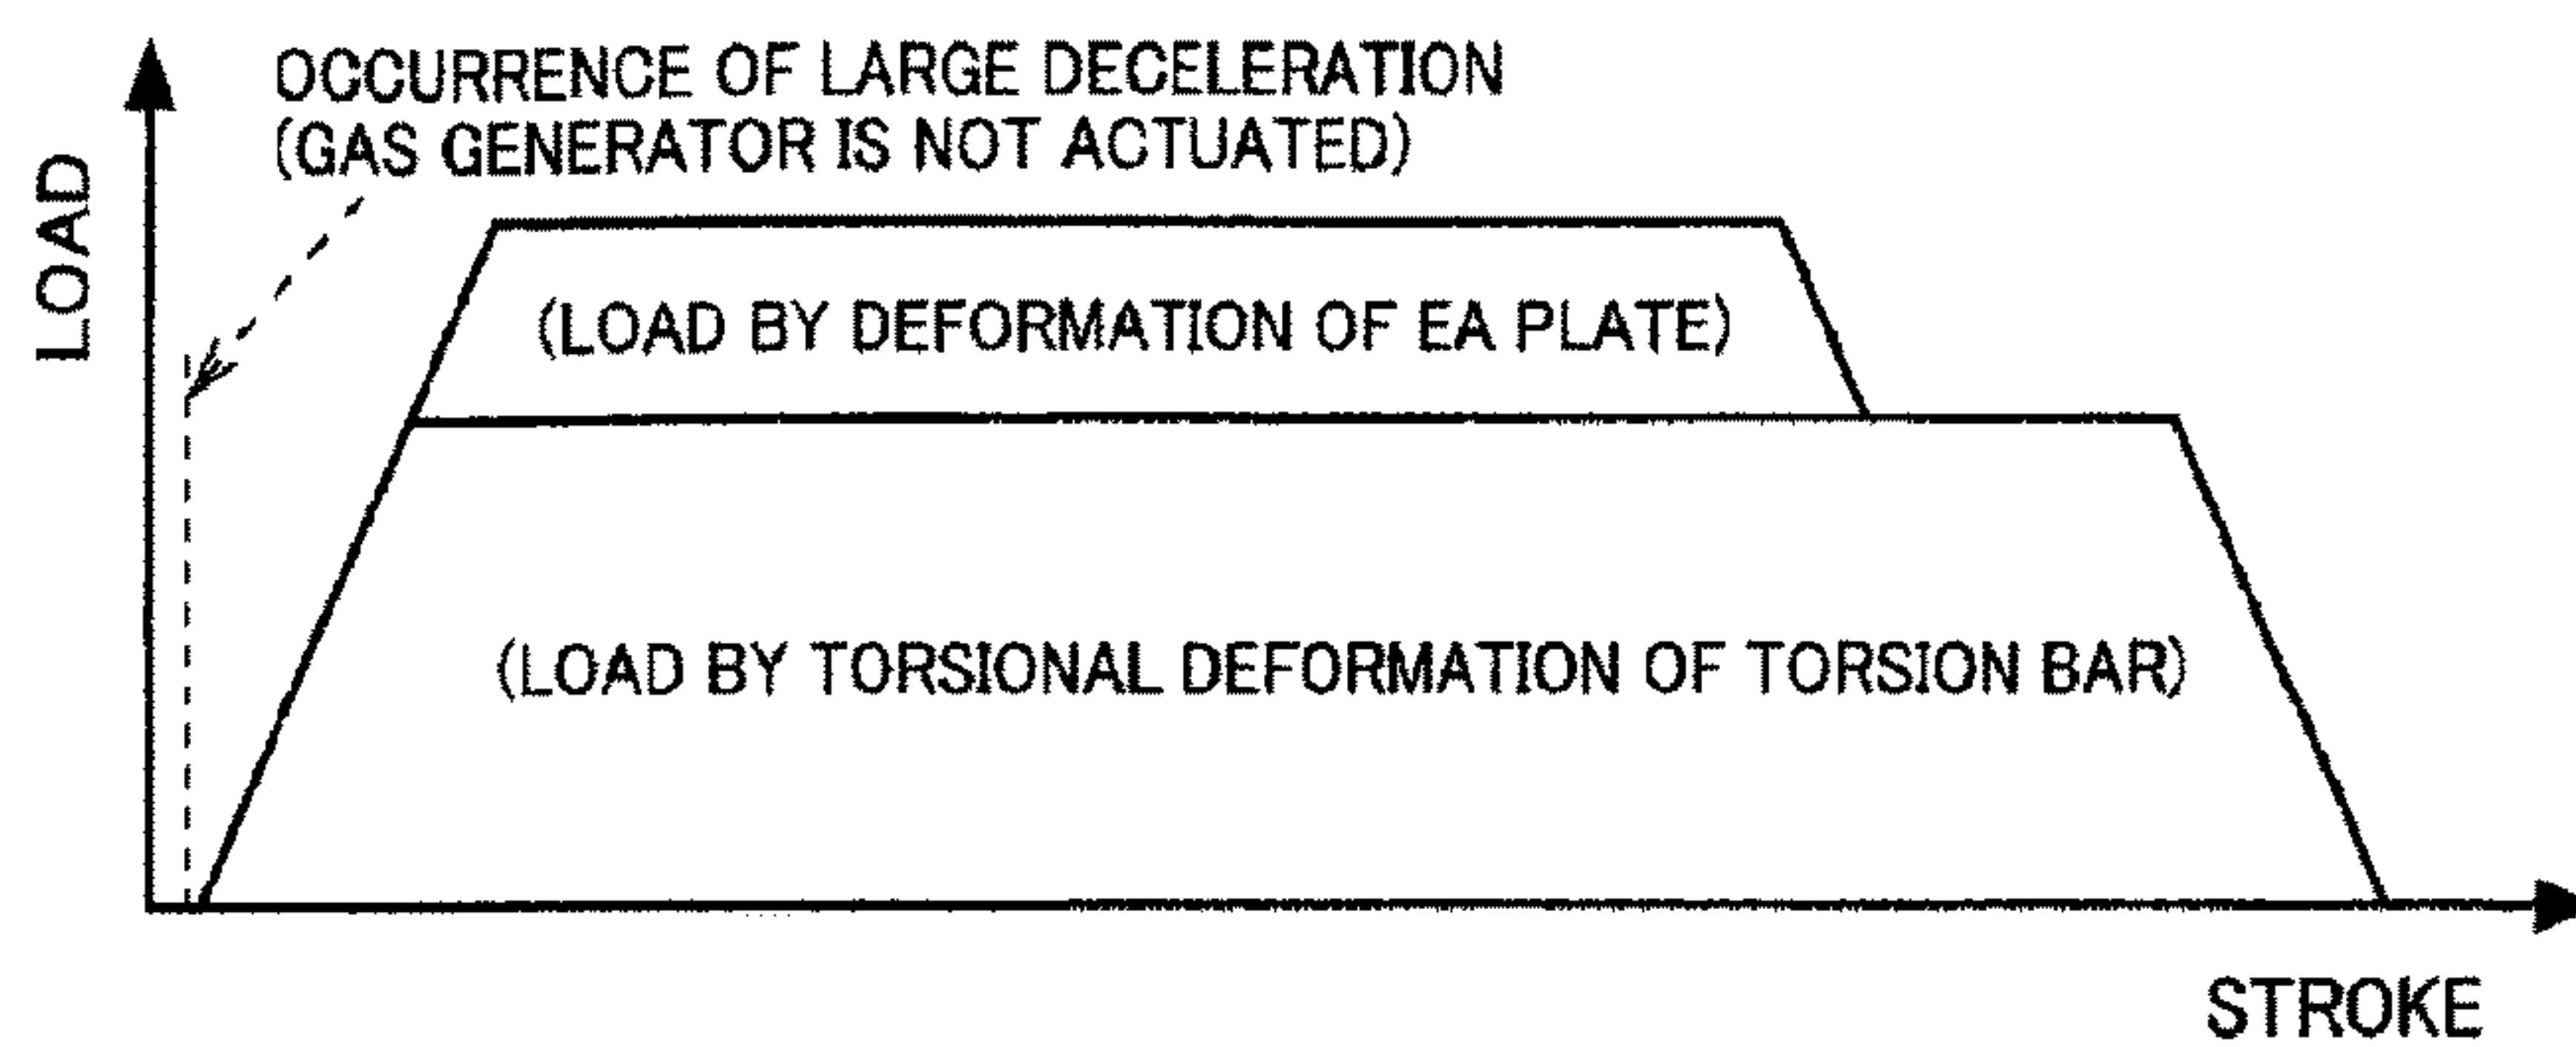 OCCURRENCE OF LARGE DECELERATION
(GAS GENERATOR IS NOT ACTUATED)
LOAD
(LOAD BY DEFORMATION OF EA PLATE)
(LOAD BY TORSIONAL DEFORMATION OF TORSION BAR)
STROKE